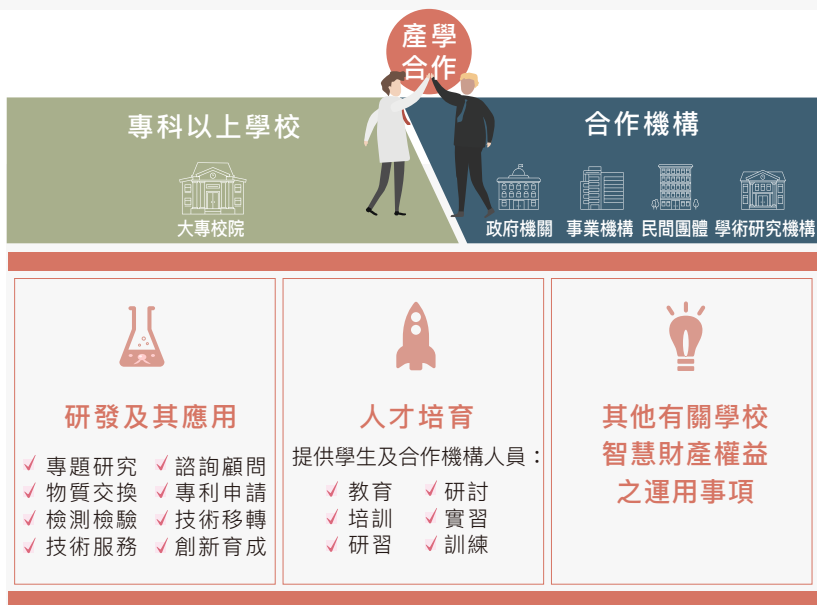 產學
合作
專科以上學校
大專校院
合作機構
政府機關 事業機構 民間團體 學術研究機構
研發及其應用
專題研究 諮詢顧問
物質交換 專利申請
檢測檢驗 技術移轉
技術服務 創新育成
人才培育
提供學生及合作機構人員：
教育 研討
培訓 實習
研習 訓練
其他有關學校
智慧財產權益
之運用事項